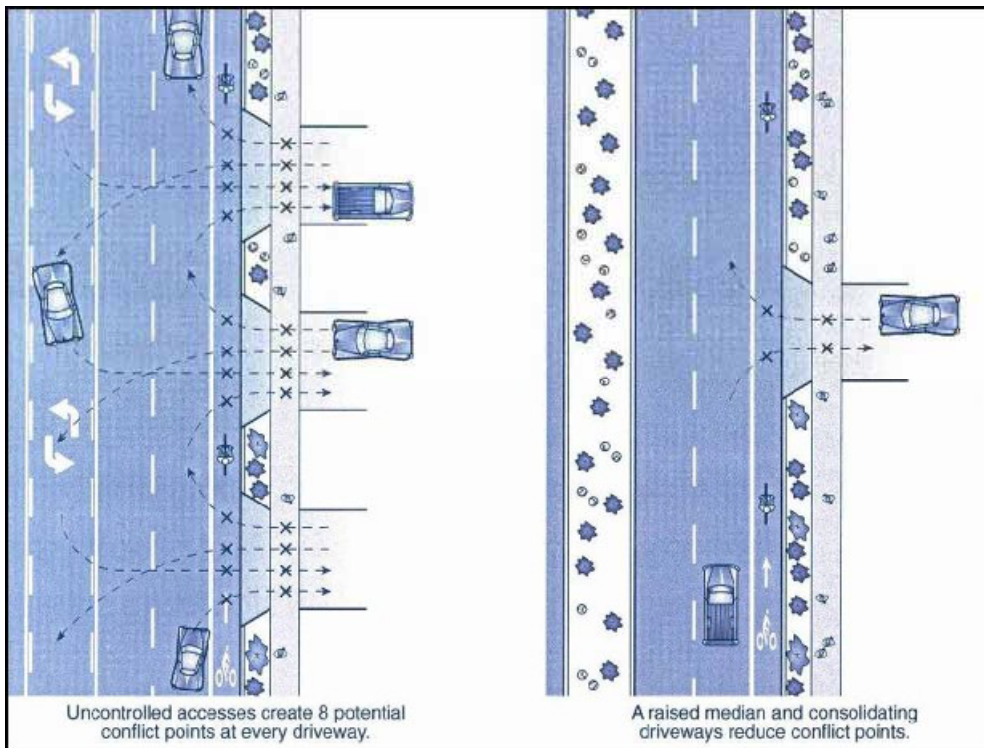 Uncontrolled accesses create 8 potential
conflict points at every driveway.
A raised median and consolidating
driveways reduce conflict points.